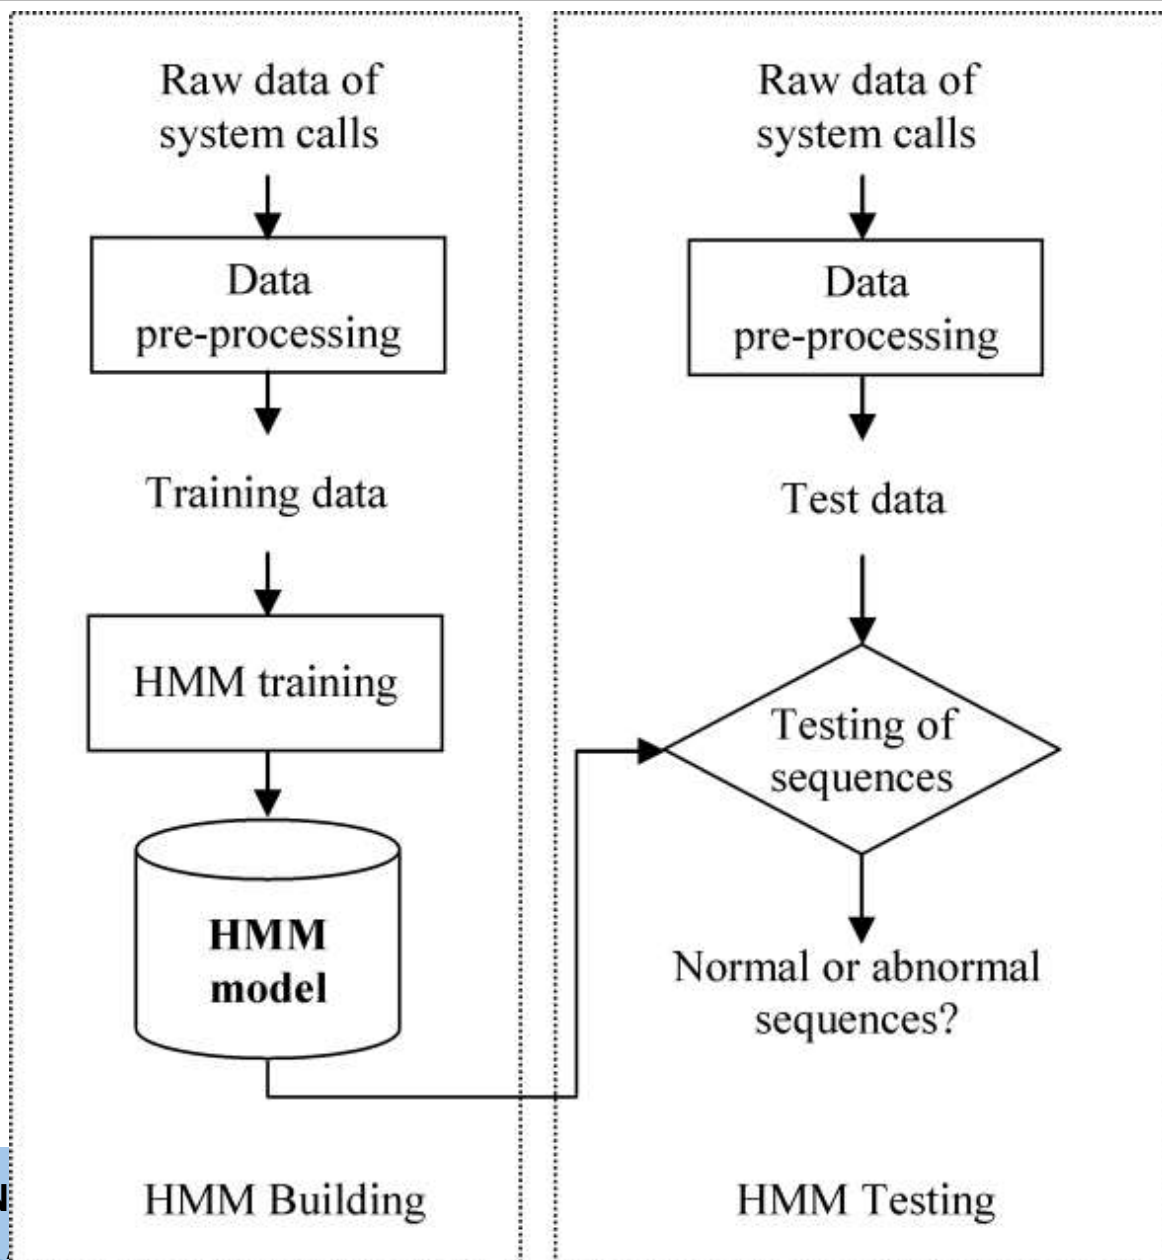 Raw data of
system calls
Data
pre-processing
Training data
HMM training
HMM
model
HMM Building
Raw data of
system calls
Data
pre-processing
Test data
Testing of
sequences
Normal or abnormal
sequences?
HMM Testing